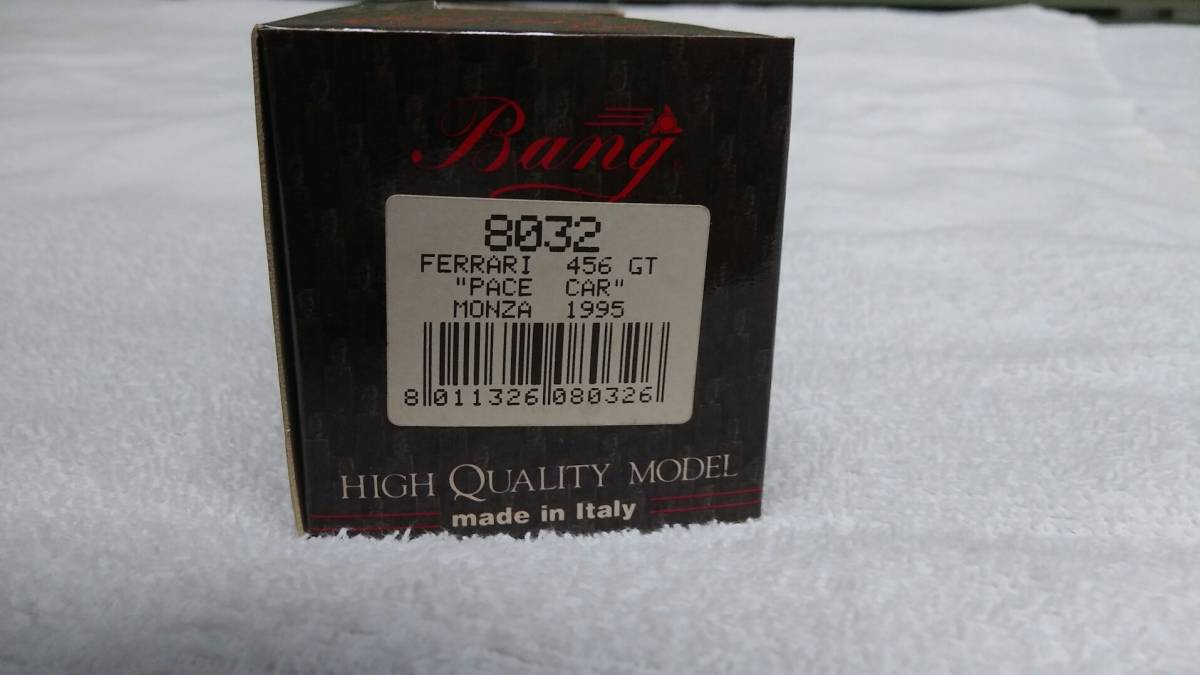 Bang
8032
FERRARI 456 GT
"PACE CAR"
MONZA 1995
8 011326 080326
HIGH QUALITY MODEL
made in Italy